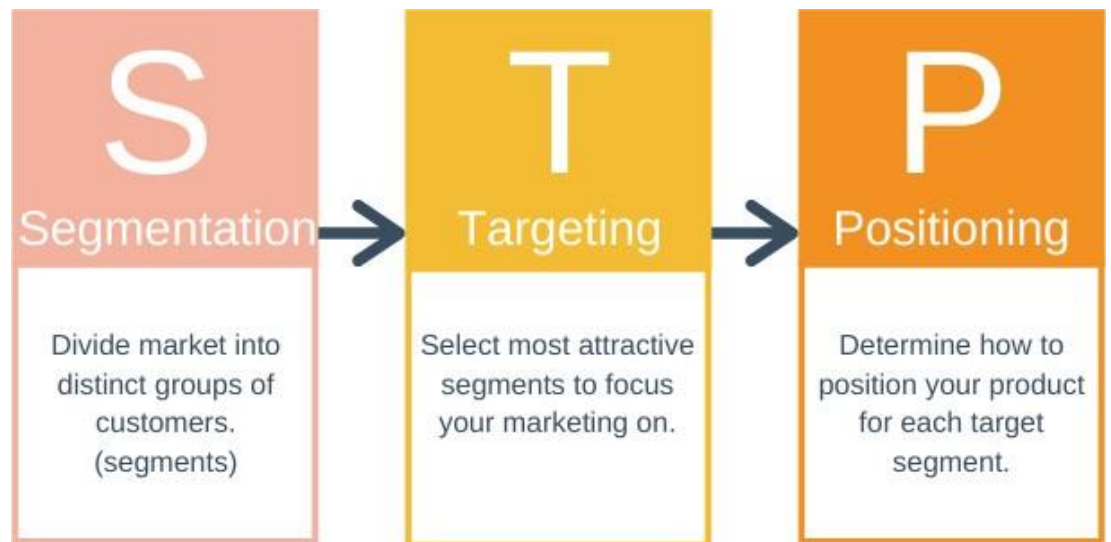 S
Segmentation
Divide market into
distinct groups of
customers.
(segments)
T
Targeting
Select most attractive
segments to focus
your marketing on.
P
Positioning
Determine how to
position your product
for each target
segment.